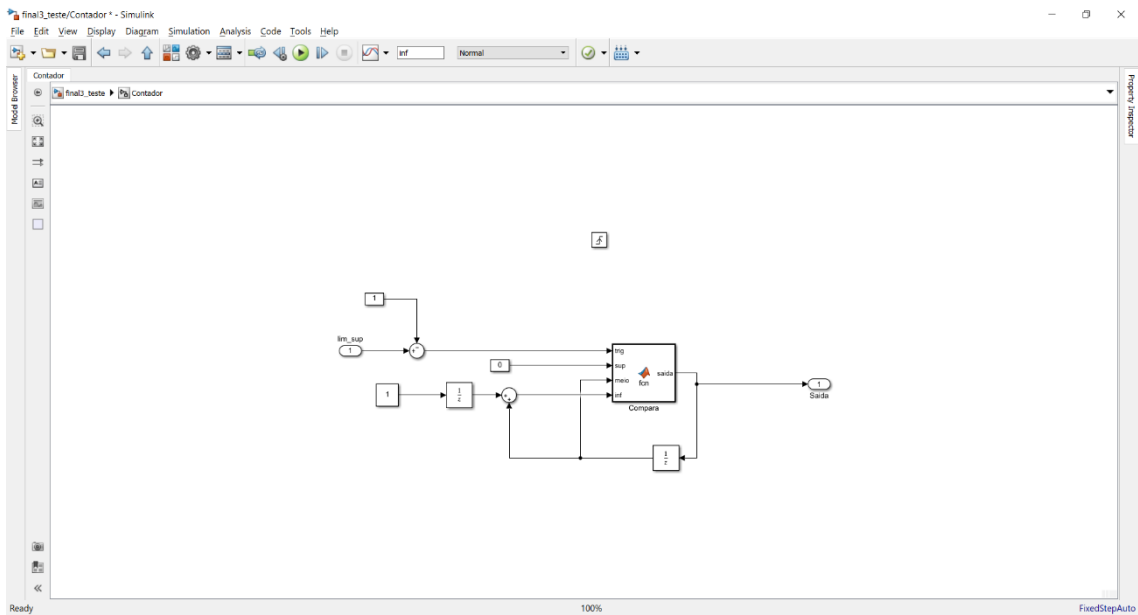 final3_teste/Contador * - Simulink
File Edit View Display Diagram Simulation Analysis Code Tools Help
inf Normal
Contador
final3_teste Contador
Model Browser
Property Inspector
1
lim_sup
1
0
1
1
z
trig
sup
meio
inf
saida
fcn
Compara
1
Saida
1
z
Ready 100% FixedStepAuto